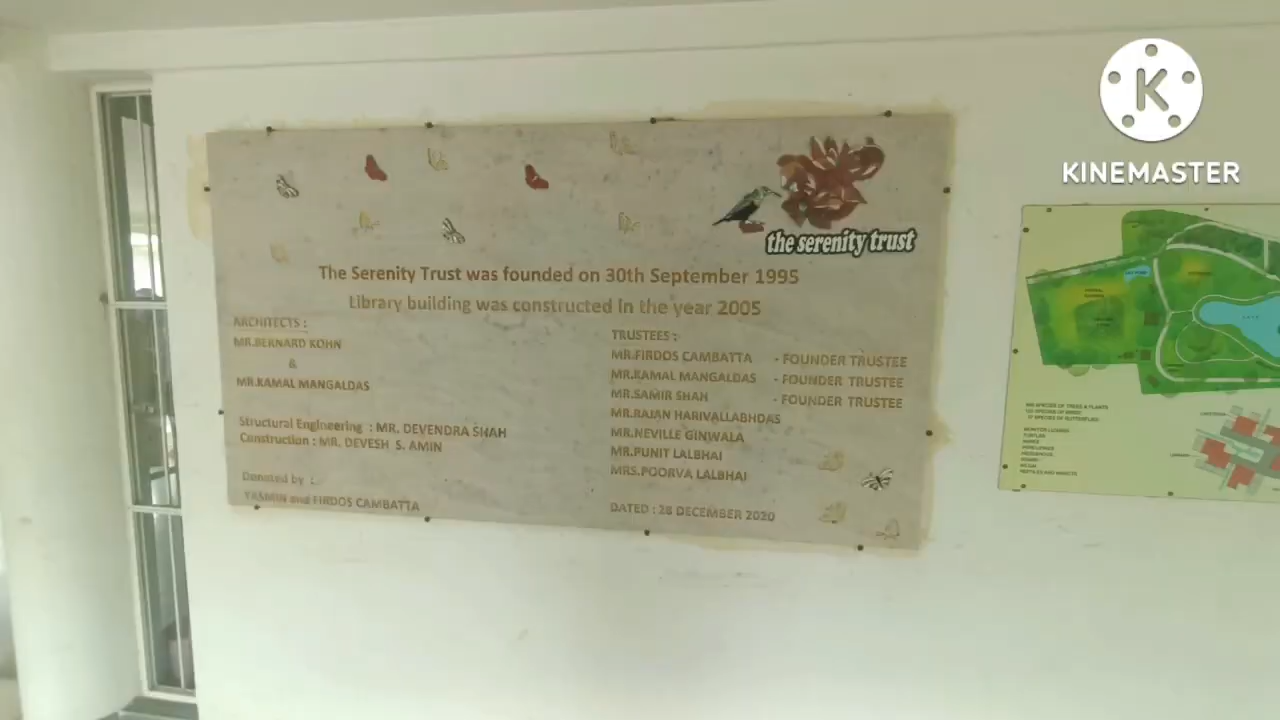 KINEMASTER
the serenity trust
The Serenity Trust was founded on 30th September 1995
Library building was constructed in the year 2005
ARCHITECTS :
MR.BERNARD KOHN
&
MR.KAMAL MANGALDAS
Structural Engineering : MR. DEVENDRA SHAH
Construction : MR. DEVESH S. AMIN
Donated by :
YASMIN and FIRDOS CAMBATTA
TRUSTEES :
MR.FIRDOS CAMBATTA - FOUNDER TRUSTEE
MR.KAMAL MANGALDAS - FOUNDER TRUSTEE
MR.SAMIR SHAH - FOUNDER TRUSTEE
MR.RAJAN HARIVALLABHDAS
MR.NEVILLE GINWALA
MR.PUNIT LALBHAI
MRS.POORVA LALBHAI
DATED : 28 DECEMBER 2020